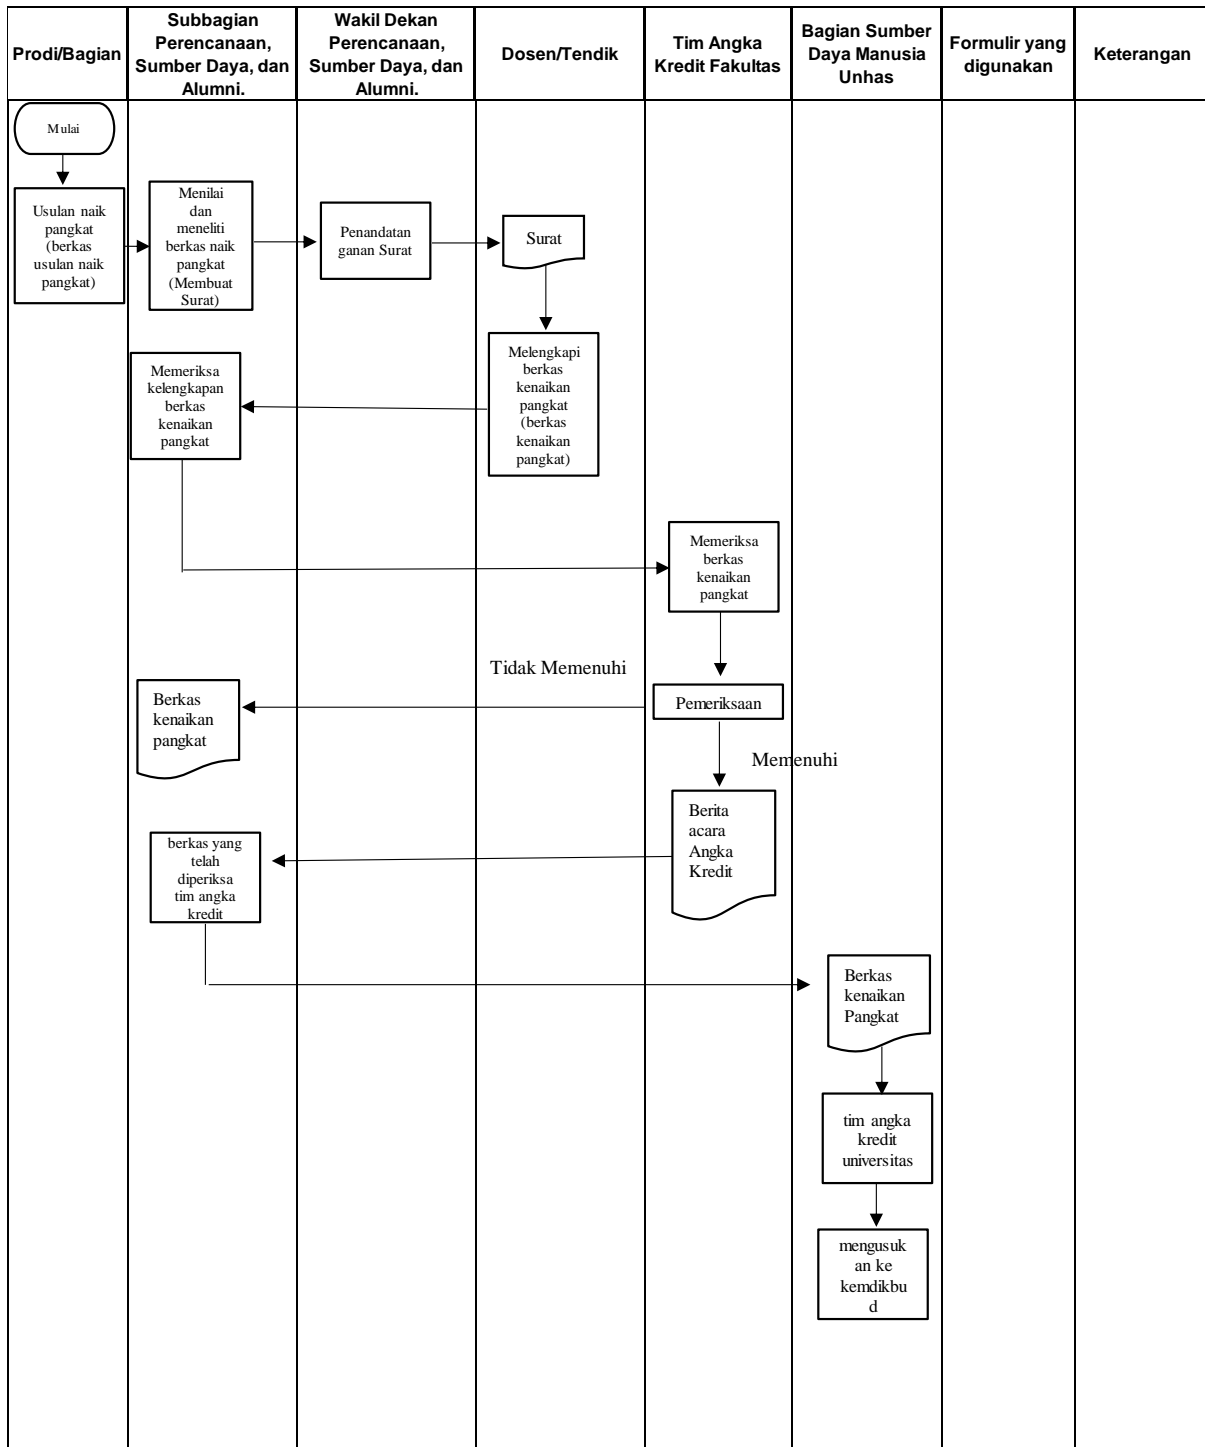 Prodi/Bagian
Subbagian
Perencanaan,
Sumber Daya, dan
Alumni.
Wakil Dekan
Perencanaan,
Sumber Daya, dan
Alumni.
Dosen/Tendik
Tim Angka
Kredit Fakultas
Bagian Sumber
Daya Manusia
Unhas
Formulir yang
digunakan
Keterangan
Mulai
Usulan naik
pangkat
(berkas
usulan naik
pangkat)
Menilai
dan
meneliti
berkas naik
pangkat
(Membuat
Surat)
Penandatan
ganan Surat
Surat
Melengkapi
berkas
kenaikan
pangkat
(berkas
kenaikan
pangkat)
Memeriksa
kelengkapan
berkas
kenaikan
pangkat
Memeriksa
berkas
kenaikan
pangkat
Tidak Memenuhi
Pemeriksaan
Berkas
kenaikan
pangkat
Memenuhi
Berita
acara
Angka
Kredit
berkas yang
telah
diperiksa
tim angka
kredit
Berkas
kenaikan
Pangkat
tim angka
kredit
universitas
mengusuk
an ke
kemdikbu
d